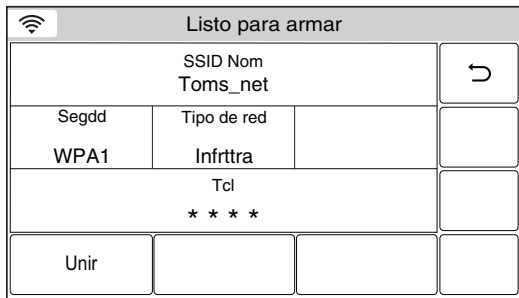 Listo para armar
SSID Nom
Toms_net
Segdd
Tipo de red
WPA1
Infrttra
Tcl
* * * *
Unir